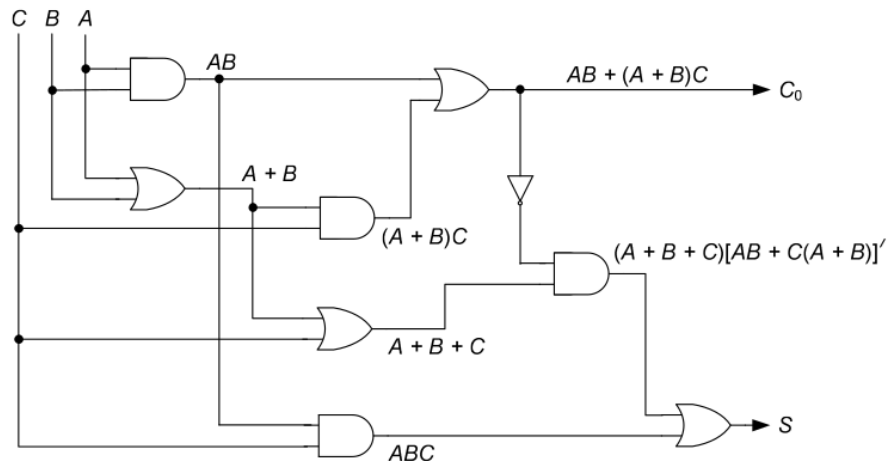 C B A
AB
AB + (A + B)C
C₀
A + B
(A + B)C
(A + B + C)[AB + C(A + B)]′
A + B + C
S
ABC